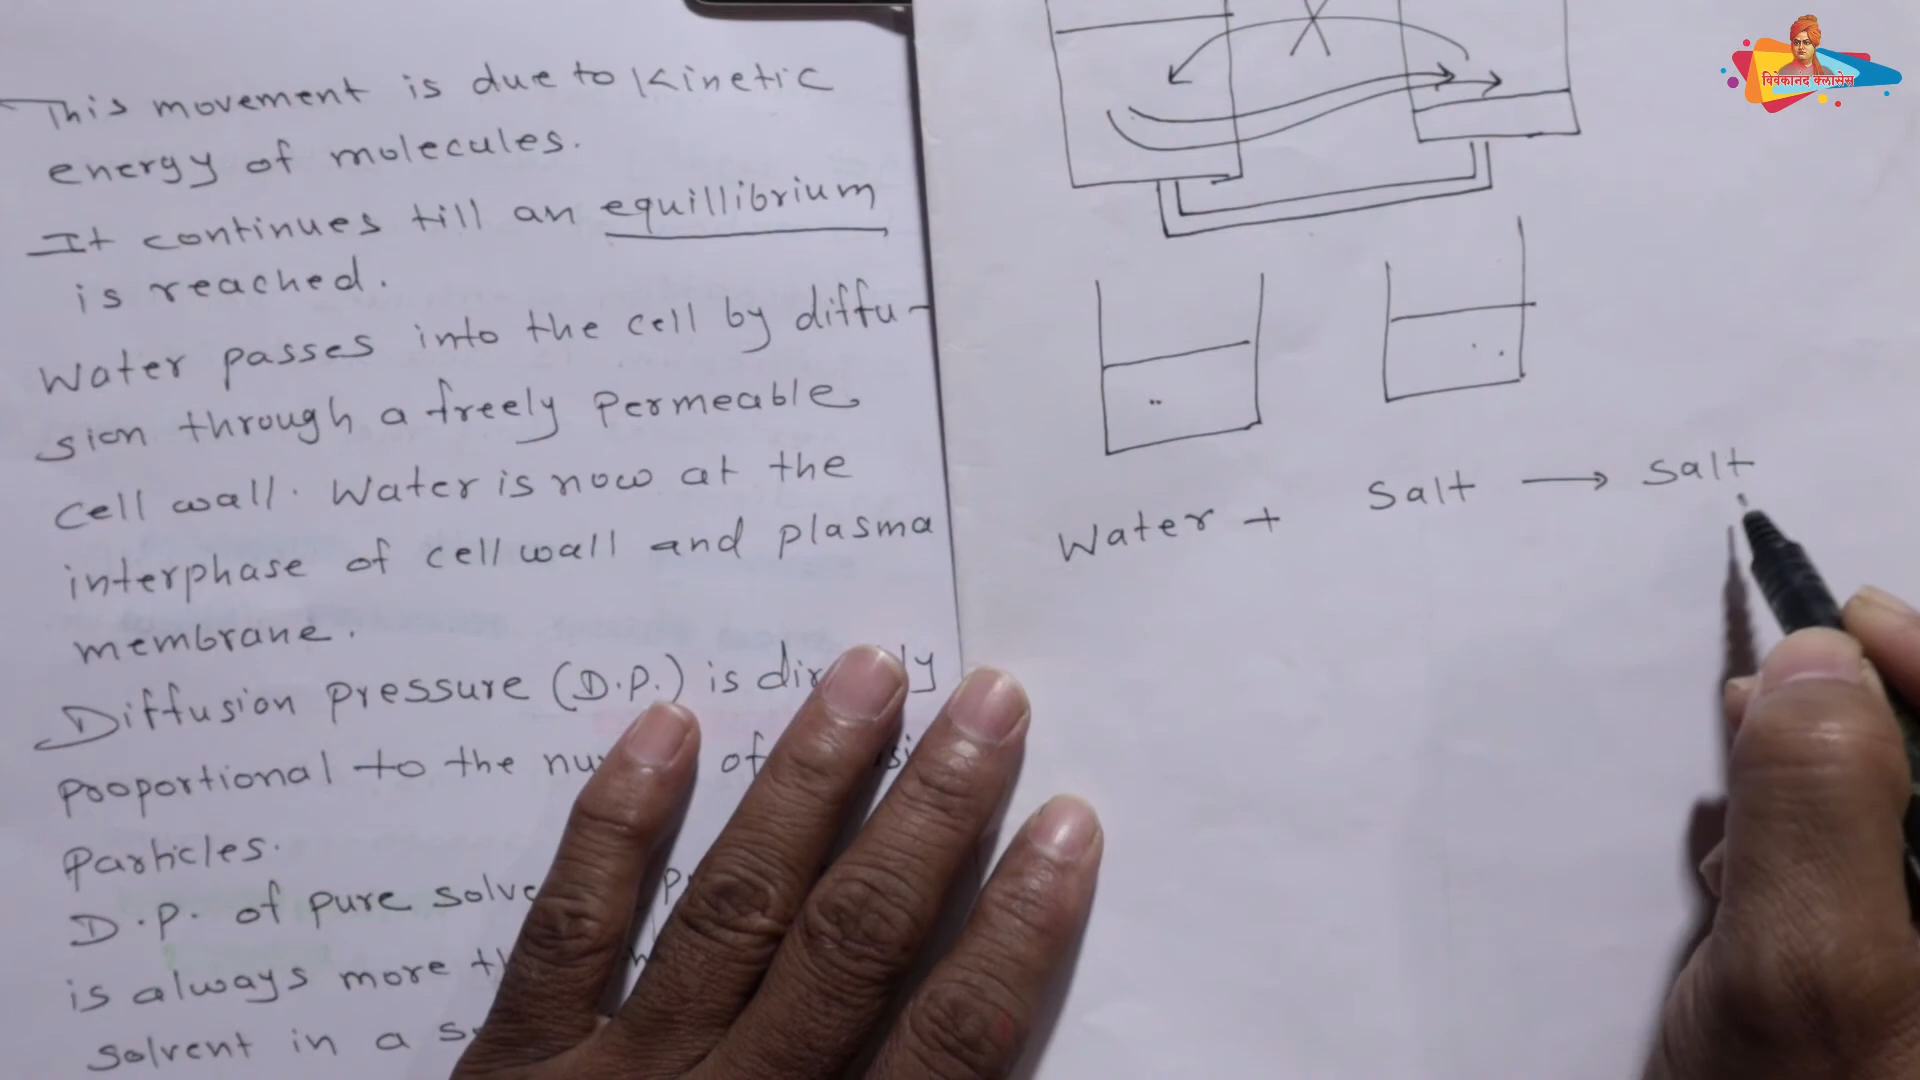 This movement is due to Kinetic
energy of molecules.
It continues till an equillibrium
is reached.
Water passes into the cell by diffu-
sion through a freely permeable
cell wall. Water is now at the
interphase of cell wall and plasma
membrane.
Diffusion pressure (D.P.) is
proportional to the of
Particles.
D.P. of pure
is always more
solvent in a
Water + Salt → Salt
विवेकानंद क्लासेस